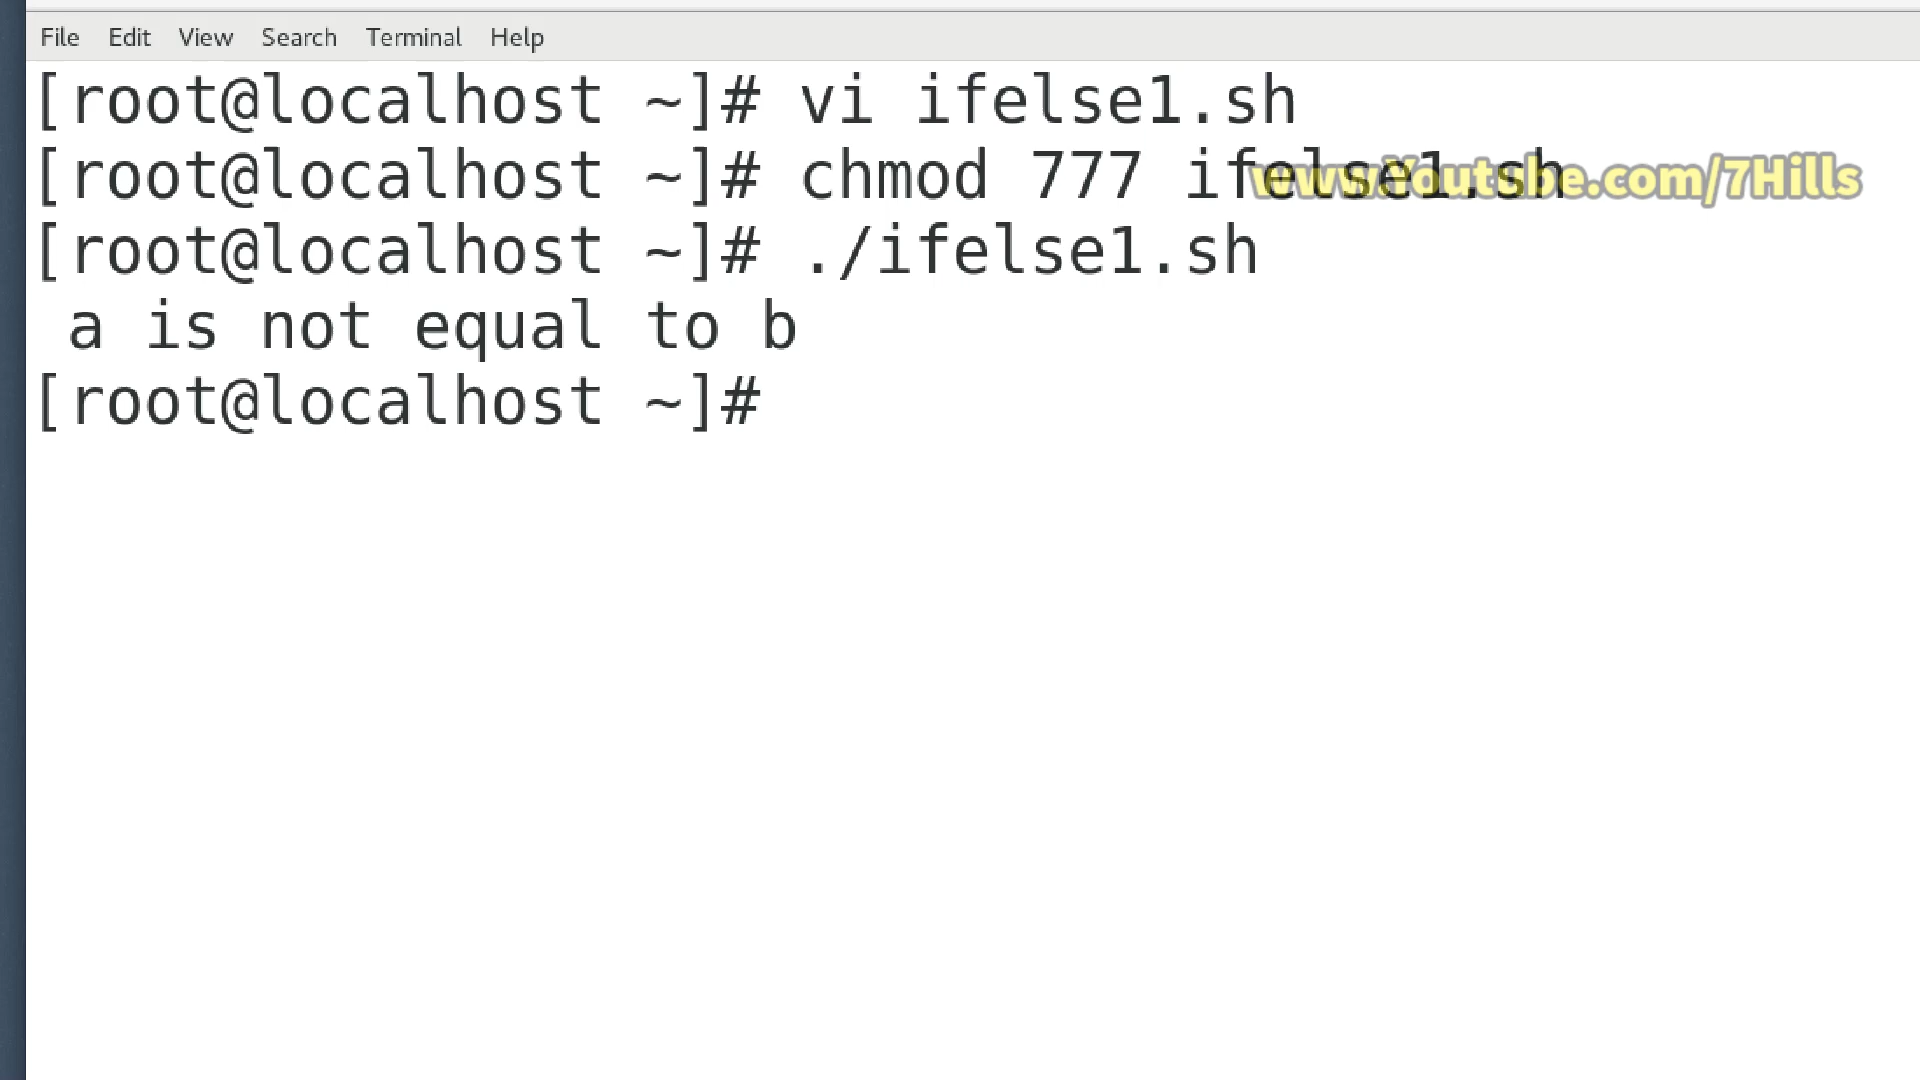 File Edit View Search Terminal Help
[root@localhost ~]# vi ifelse1.sh
[root@localhost ~]# chmod 777 ifelse1.sh
www.Youtube.com/7Hills
[root@localhost ~]# ./ifelse1.sh
a is not equal to b
[root@localhost ~]#